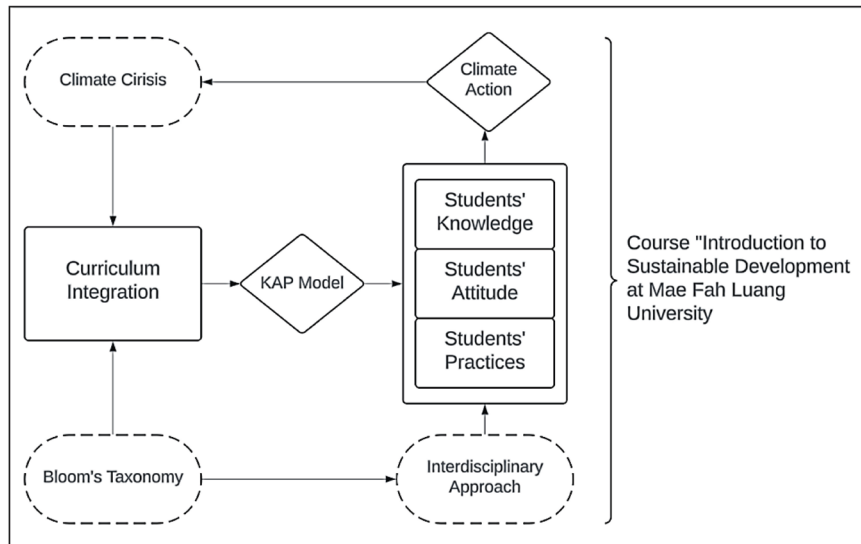 Climate Cirisis
Climate
Action
Curriculum
Integration
KAP Model
Students'
Knowledge
Students'
Attitude
Students'
Practices
Bloom's Taxonomy
Interdisciplinary
Approach
Course "Introduction to
Sustainable Development
at Mae Fah Luang
University